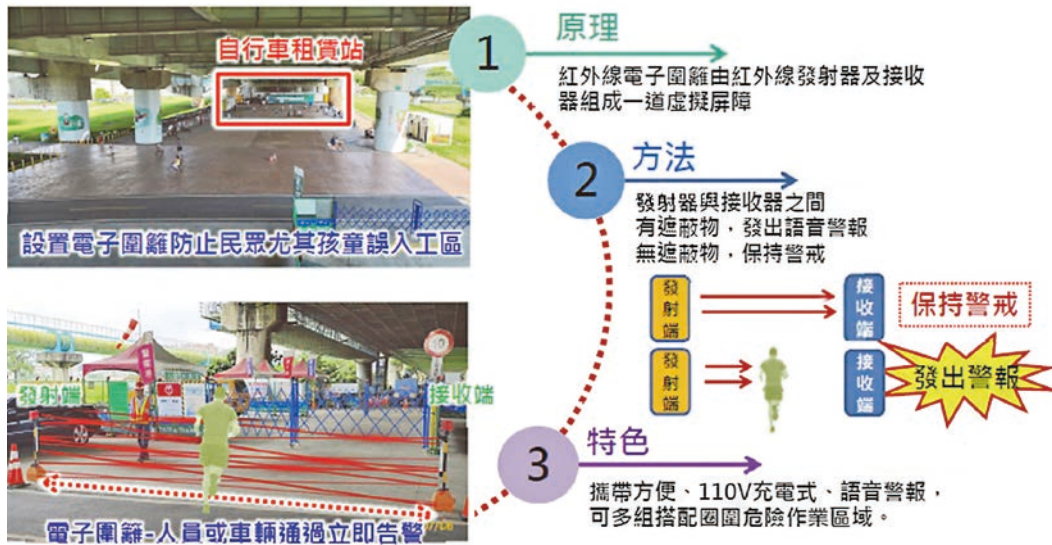 自行車租賃站
設置電子圍籬防止民眾尤其孩童誤入工區
發射端
接收端
電子圍籬-人員或車輛通過立即告警
1
原理
紅外線電子圍籬由紅外線發射器及接收
器組成一道虛擬屏障
2
方法
發射器與接收器之間
有遮蔽物，發出語音警報
無遮蔽物，保持警戒
發射端
接收端
保持警戒
發射端
接收端
發出警報
3
特色
攜帶方便、110V充電式、語音警報，
可多組搭配圈圍危險作業區域。